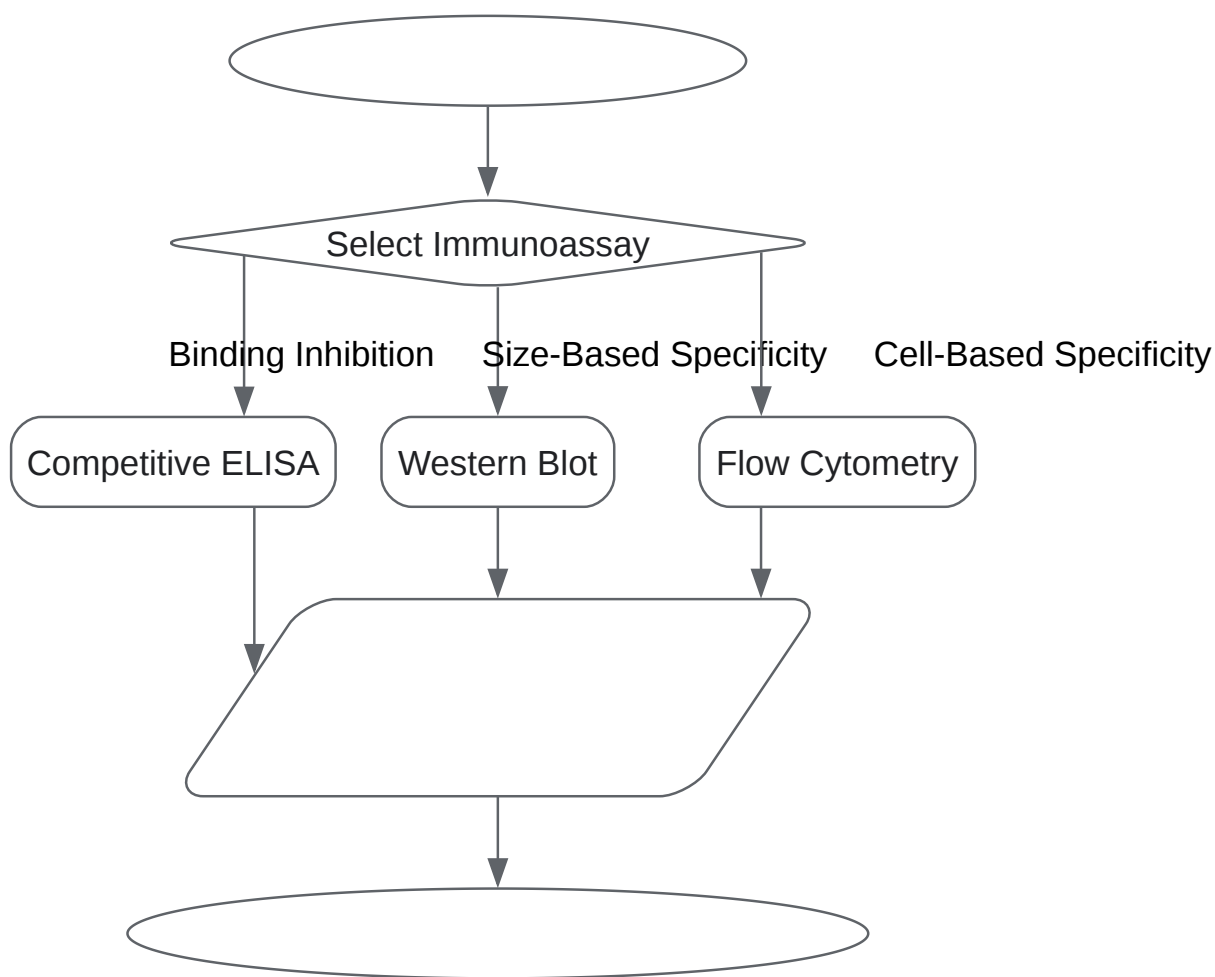 Select Immunoassay
Binding Inhibition
Size-Based Specificity
Cell-Based Specificity
Competitive ELISA
Western Blot
Flow Cytometry